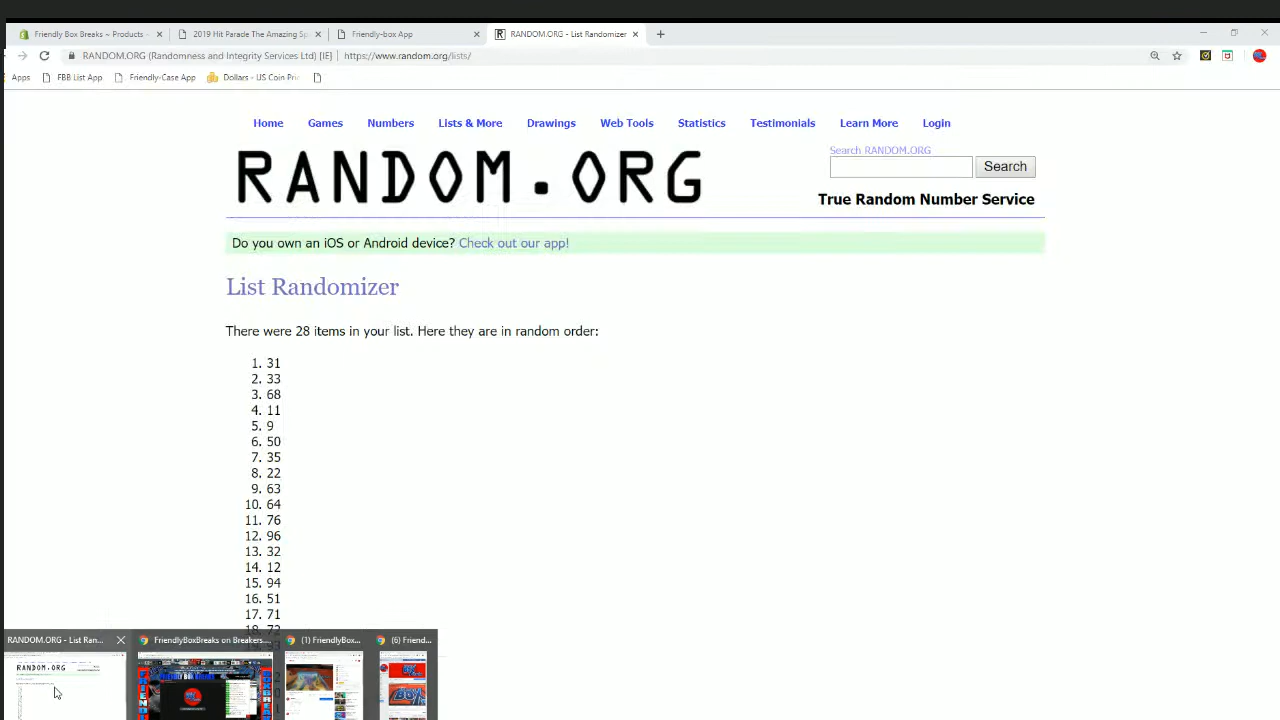 Friendly Box Breaks ~ Products ~
2019 Hit Parade The Amazing Sp
Friendly-box App
RANDOM.ORG - List Randomizer
RANDOM.ORG (Randomness and Integrity Services Ltd) [IE]
https://www.random.org/lists/
Apps
FBB List App
Friendly-Case App
Dollars - US Coin Pric
Home
Games
Numbers
Lists & More
Drawings
Web Tools
Statistics
Testimonials
Learn More
Login
RANDOM.ORG
Search RANDOM.ORG
Search
True Random Number Service
Do you own an iOS or Android device? Check out our app!
List Randomizer
There were 28 items in your list. Here they are in random order:
1. 31
2. 33
3. 68
4. 11
5. 9
6. 50
7. 35
8. 22
9. 63
10. 64
11. 76
12. 96
13. 32
14. 12
15. 94
16. 51
17. 71
18. 72
RANDOM.ORG - List Ran...
FriendlyBoxBreaks on Breakers...
(1) FriendlyBox...
(6) Friend...
RANDOM.ORG